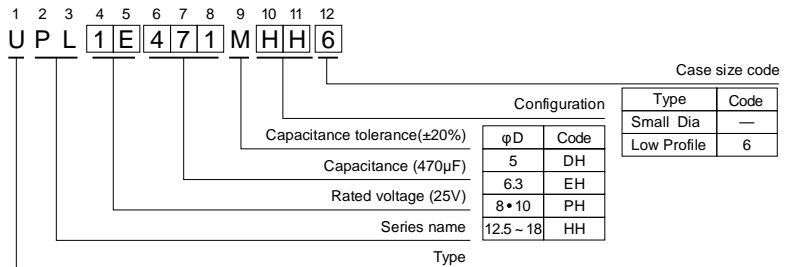 1 2 3 4 5 6 7 8 9 10 11 12
U P L 1 E 4 7 1 M H H 6
Case size code
Type Code
Small Dia —
Low Profile 6
Configuration
φD Code
5 DH
6.3 EH
8•10 PH
12.5 ~ 18 HH
Capacitance tolerance(±20%)
Capacitance (470µF)
Rated voltage (25V)
Series name
Type